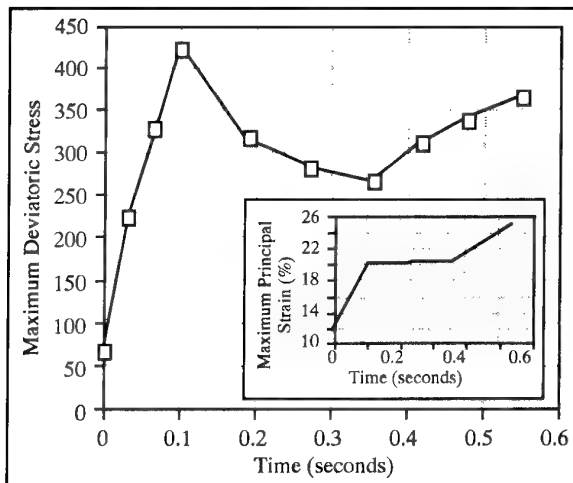 450
400
350
300
250
200
150
100
50
0
Maximum Deviatoric Stress
0 0.1 0.2 0.3 0.4 0.5 0.6
Time (seconds)
26
22
18
14
10
Maximum Principal
Strain (%)
0 0.2 0.4 0.6
Time (seconds)